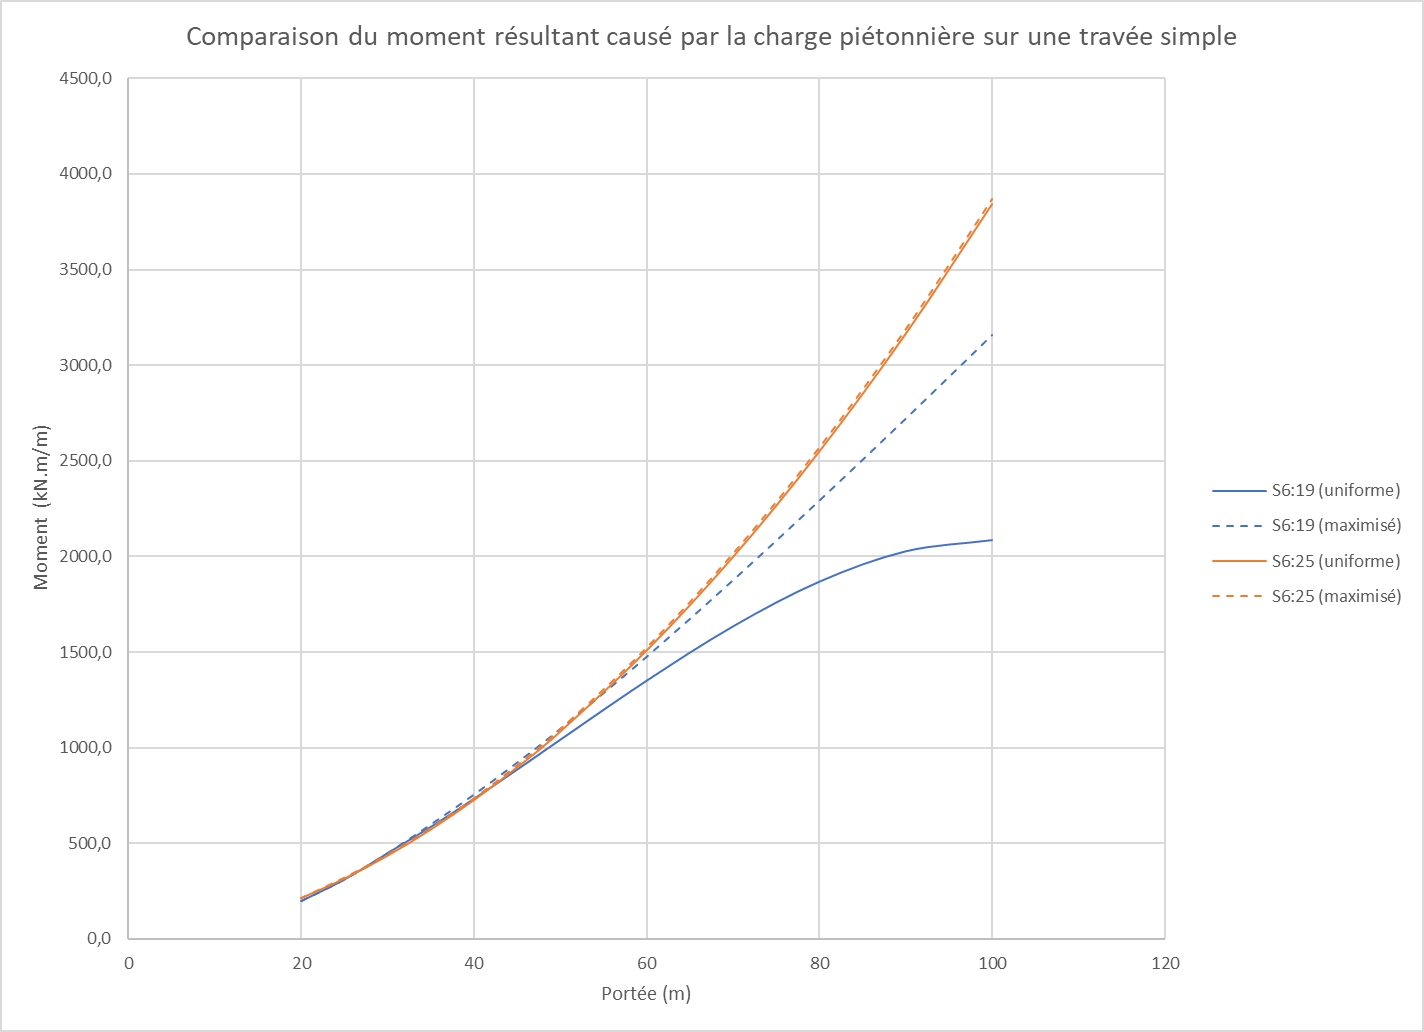 Comparaison du moment résultant causé par la charge piétonnière sur une travée simple
4500,0
4000,0
3500,0
3000,0
2500,0
2000,0
1500,0
1000,0
500,0
0,0
Moment (kN.m/m)
0 20 40 60 80 100 120
Portée (m)
S6:19 (uniforme)
S6:19 (maximisé)
S6:25 (uniforme)
S6:25 (maximisé)